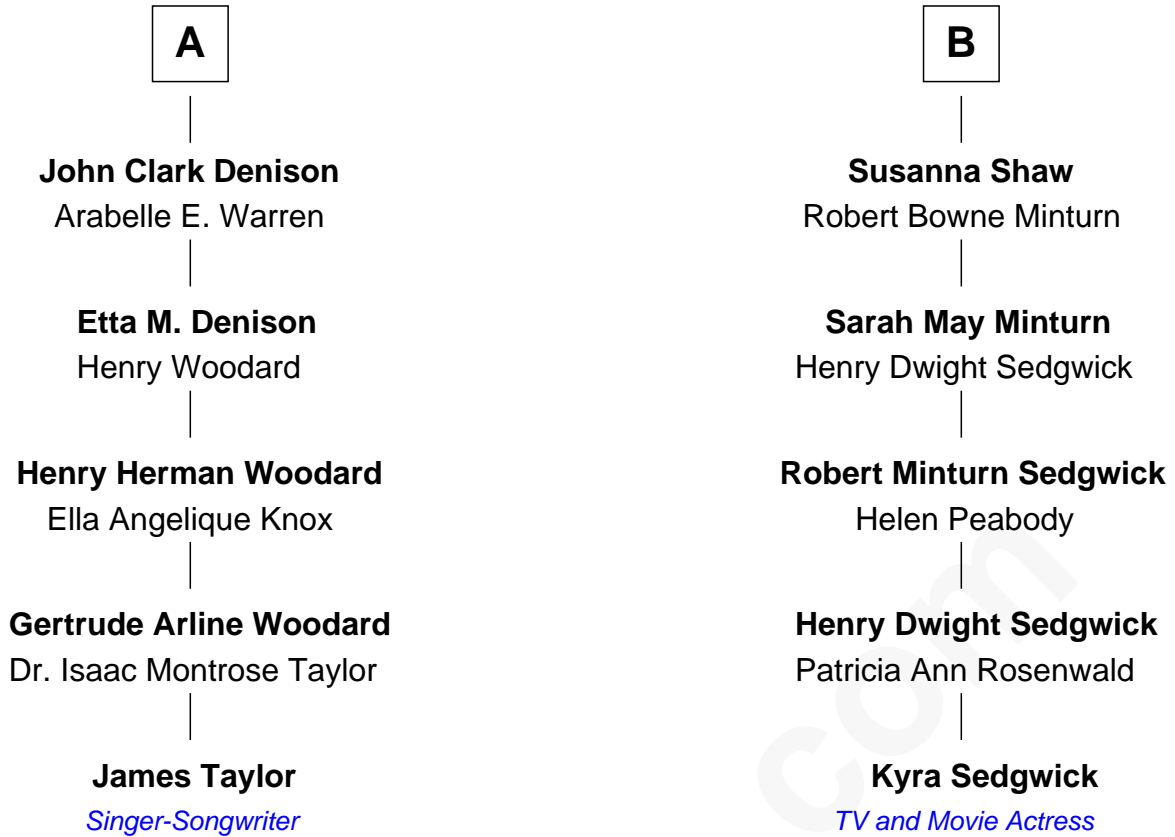 A
John Clark Denison
Arabelle E. Warren
Etta M. Denison
Henry Woodard
Henry Herman Woodard
Ella Angelique Knox
Gertrude Arline Woodard
Dr. Isaac Montrose Taylor
James Taylor
Singer-Songwriter
B
Susanna Shaw
Robert Bowne Minturn
Sarah May Minturn
Henry Dwight Sedgwick
Robert Minturn Sedgwick
Helen Peabody
Henry Dwight Sedgwick
Patricia Ann Rosenwald
Kyra Sedgwick
TV and Movie Actress
com